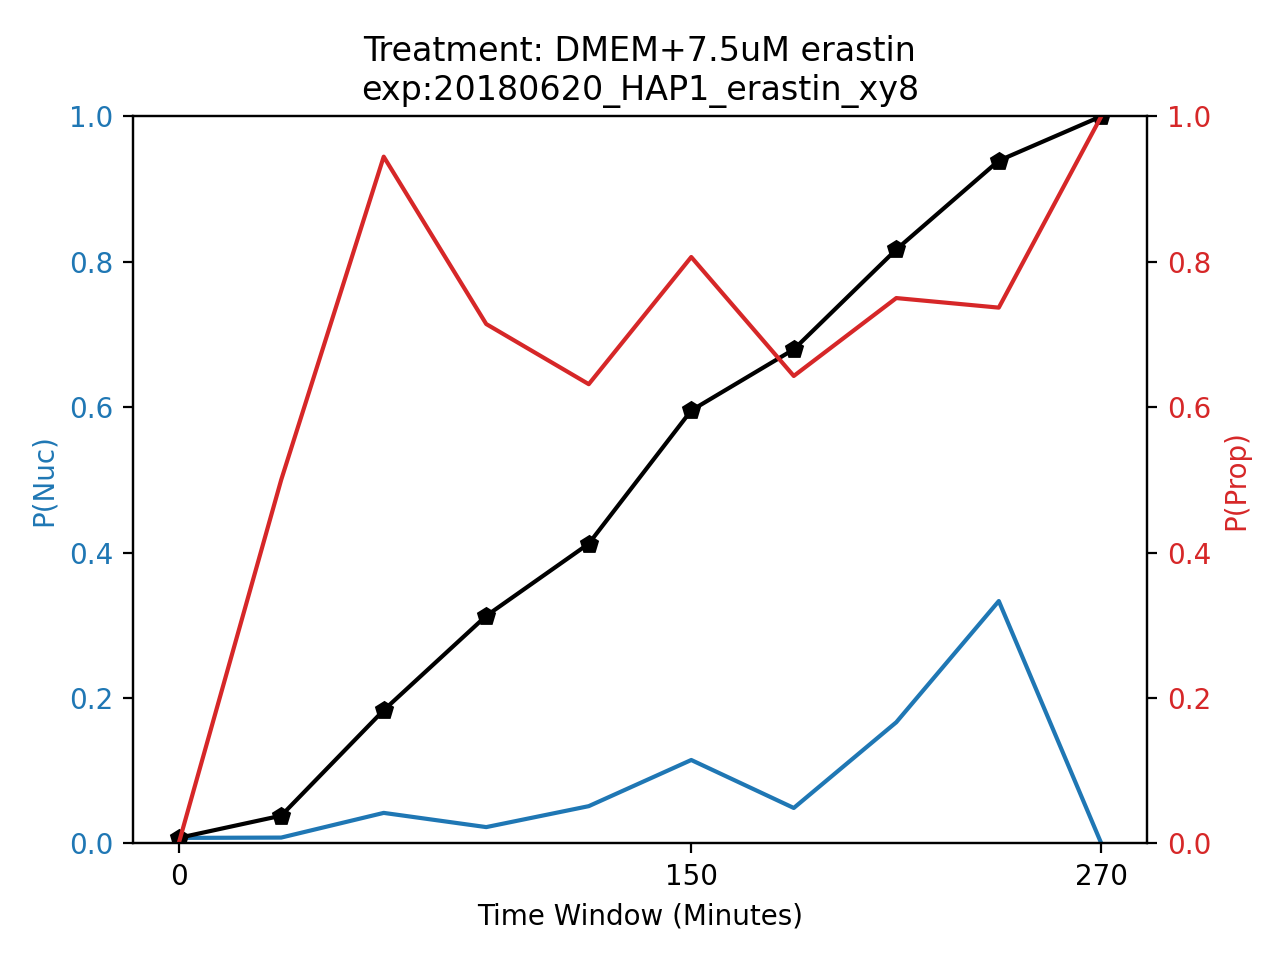 Treatment: DMEM+7.5uM erastin
exp:20180620_HAP1_erastin_xy8
1.0
0.8
0.6
0.4
0.2
0.0
P(Nuc)
1.0
0.8
0.6
0.4
0.2
0.0
P(Prop)
0 150 270
Time Window (Minutes)